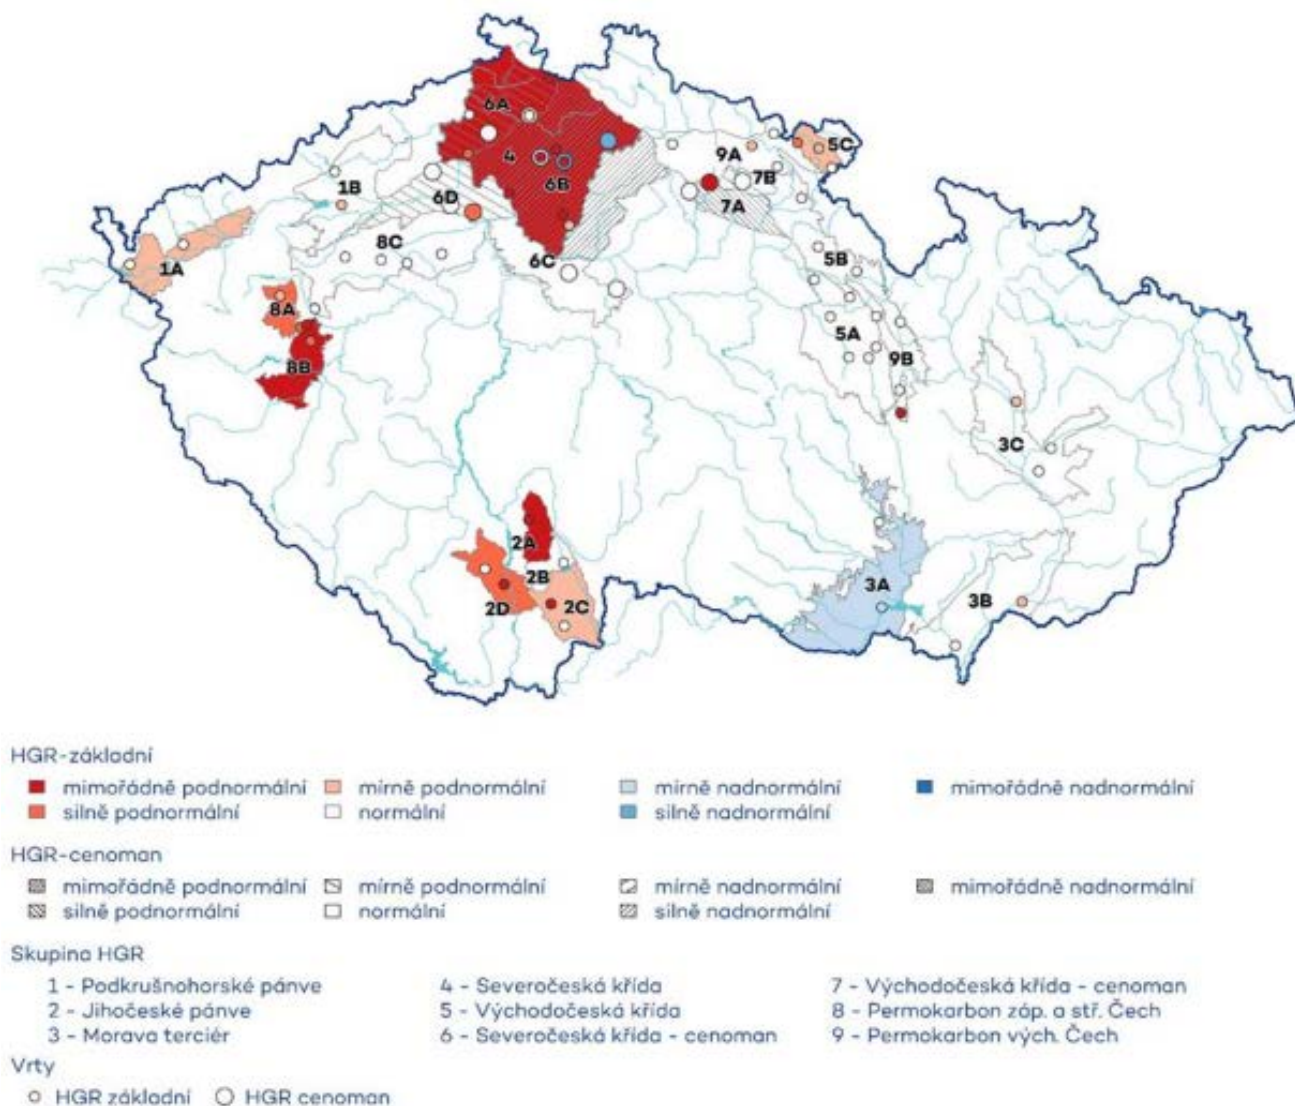 6A
5C
9A
4
7B
1B
6B
6D
7A
8C
5B
1A
6C
8A
5A
8B
9B
3C
2A
2B
3A
3B
2D
2C
HGR-základní
mimořádně podnormální mírně podnormální mírně nadnormální mimořádně nadnormální
silně podnormální normální silně nadnormální
HGR-cenoman
mimořádně podnormální mírně podnormální mírně nadnormální mimořádně nadnormální
silně podnormální normální silně nadnormální
Skupina HGR
1 - Podkrušnohorské pánve 4 - Severočeská křída 7 - Východočeská křída - cenoman
2 - Jihočeské pánve 5 - Východočeská křída 8 - Permokarbon záp. a stř. Čech
3 - Morava terciér 6 - Severočeská křída - cenoman 9 - Permokarbon vých. Čech
Vrty
HGR základní HGR cenoman